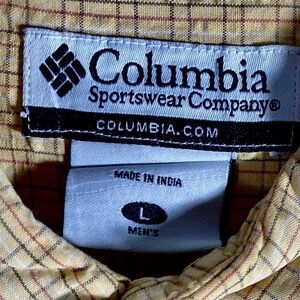 Columbia
Sportswear Company®
COLUMBIA.COM
MADE IN INDIA
L
MEN'S